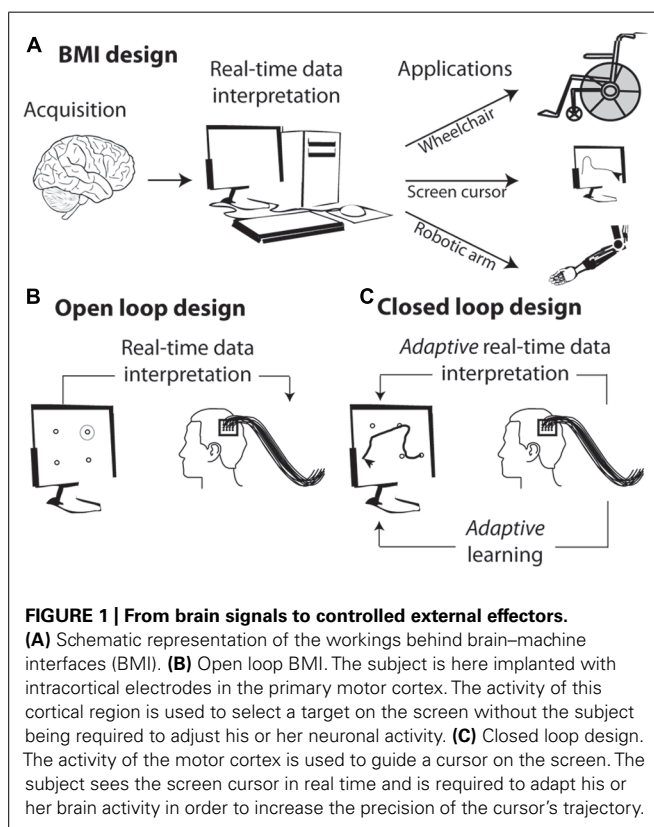 A
BMI design
Acquisition
Real-time data
interpretation
Applications
Wheelchair
Screen cursor
Robotic arm
B
Open loop design
Real-time data
interpretation
C
Closed loop design
Adaptive real-time data
interpretation
Adaptive
learning
FIGURE 1 | From brain signals to controlled external effectors.
(A) Schematic representation of the workings behind brain–machine
interfaces (BMI). (B) Open loop BMI. The subject is here implanted with
intracortical electrodes in the primary motor cortex. The activity of this
cortical region is used to select a target on the screen without the subject
being required to adjust his or her neuronal activity. (C) Closed loop design.
The activity of the motor cortex is used to guide a cursor on the screen. The
subject sees the screen cursor in real time and is required to adapt his or
her brain activity in order to increase the precision of the cursor’s trajectory.